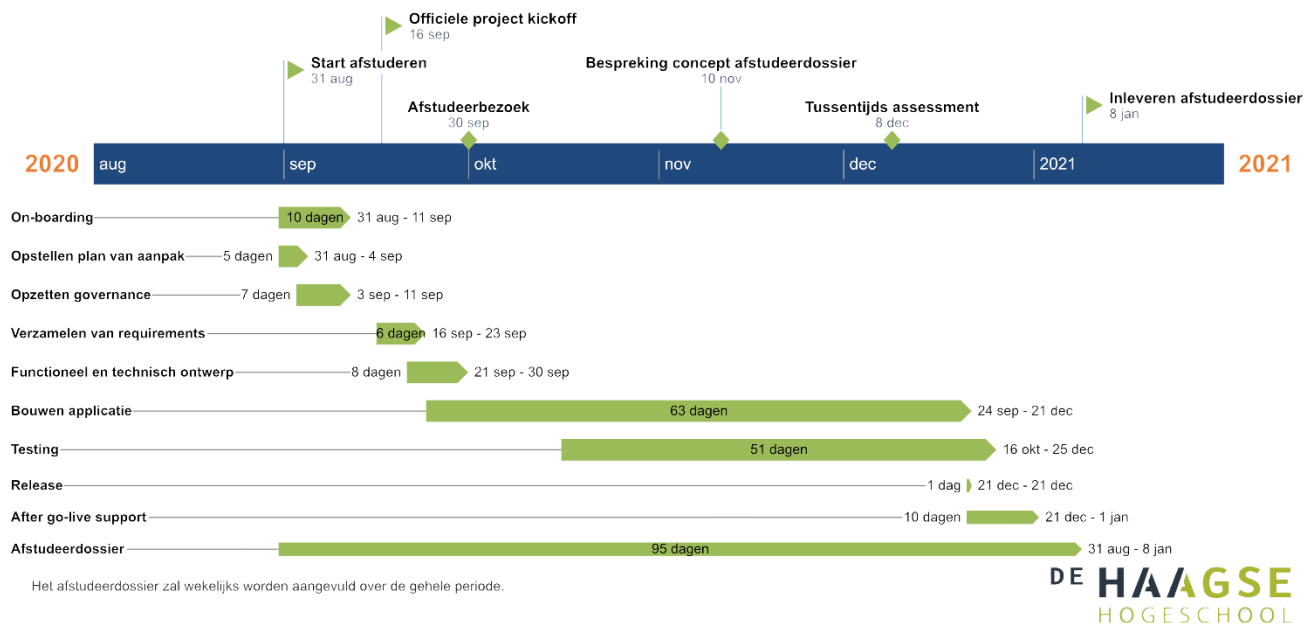 Officiele project kickoff
16 sep
Start afstuderen
31 aug
Bespreking concept afstudeerdossier
10 nov
Afstudeerbezoek
30 sep
Tussentijds assessment
8 dec
Inleveren afstudeerdossier
8 jan
2020 aug sep okt nov dec 2021 2021
On-boarding 10 dagen 31 aug - 11 sep
Opstellen plan van aanpak 5 dagen 31 aug - 4 sep
Opzetten governance 7 dagen 3 sep - 11 sep
Verzamelen van requirements 6 dagen 16 sep - 23 sep
Functioneel en technisch ontwerp 8 dagen 21 sep - 30 sep
Bouwen applicatie 63 dagen 24 sep - 21 dec
Testing 51 dagen 16 okt - 25 dec
Release 1 dag 21 dec - 21 dec
After go-live support 10 dagen 21 dec - 1 jan
Afstudeerdossier 95 dagen 31 aug - 8 jan
Het afstudeerdossier zal wekelijks worden aangevuld over de gehele periode.
DE HAAGSE
HOGESCHOOL